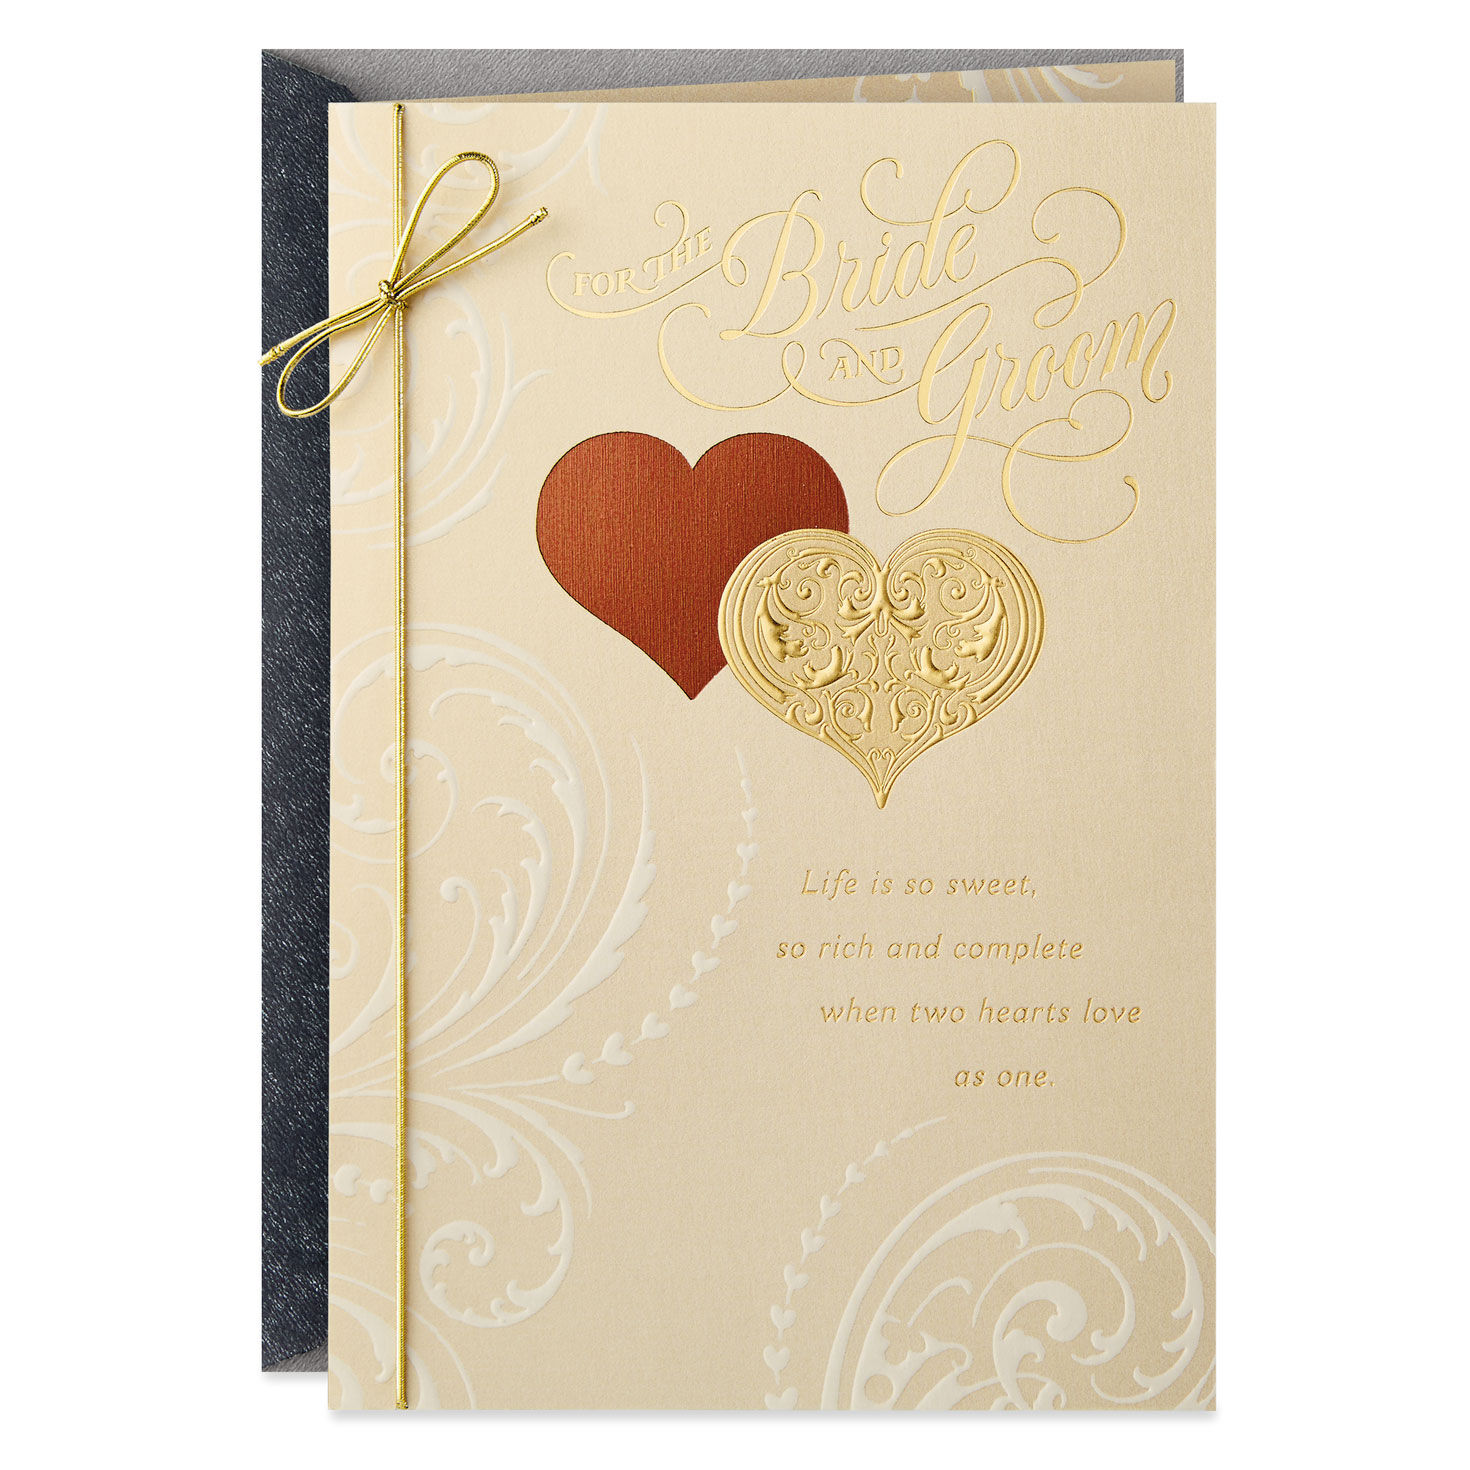 FOR THE Bride
AND Groom
Life is so sweet,
so rich and complete
when two hearts love
as one.